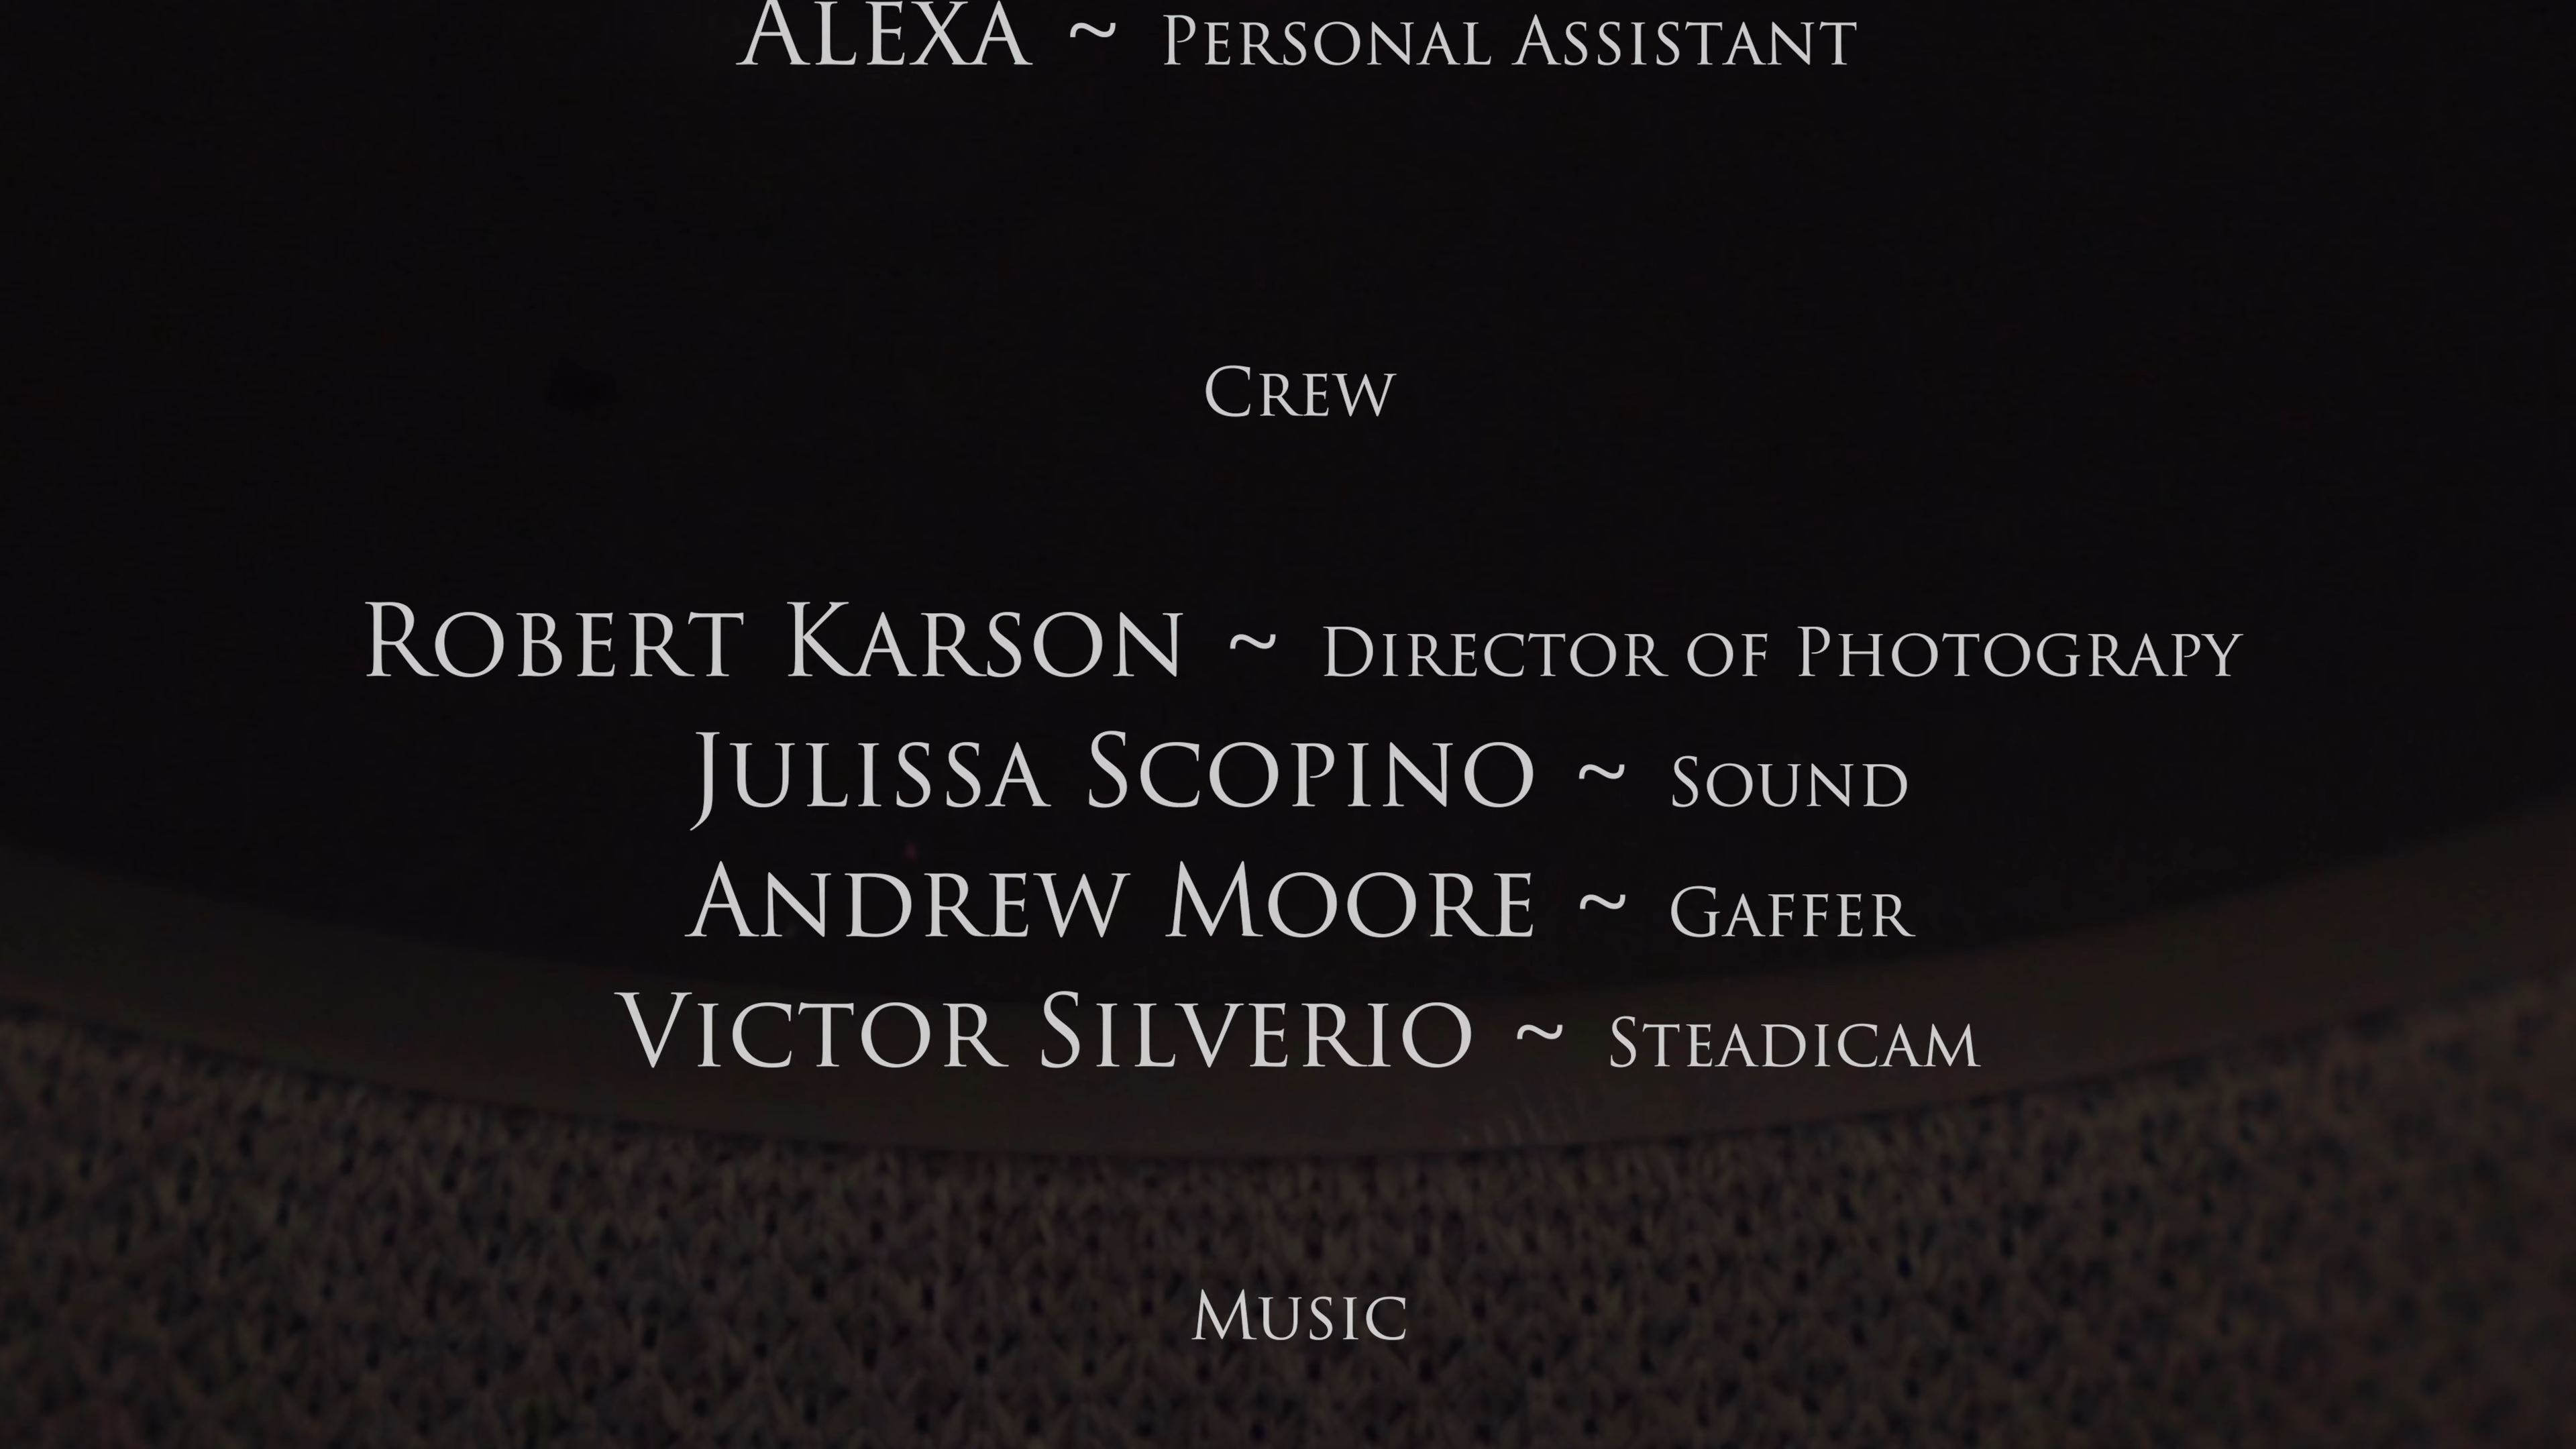 ALEXA ~ PERSONAL ASSISTANT
CREW
ROBERT KARSON ~ DIRECTOR OF PHOTOGRAPY
JULISSA SCOPINO ~ SOUND
ANDREW MOORE ~ GAFFER
VICTOR SILVERIO ~ STEADICAM
MUSIC